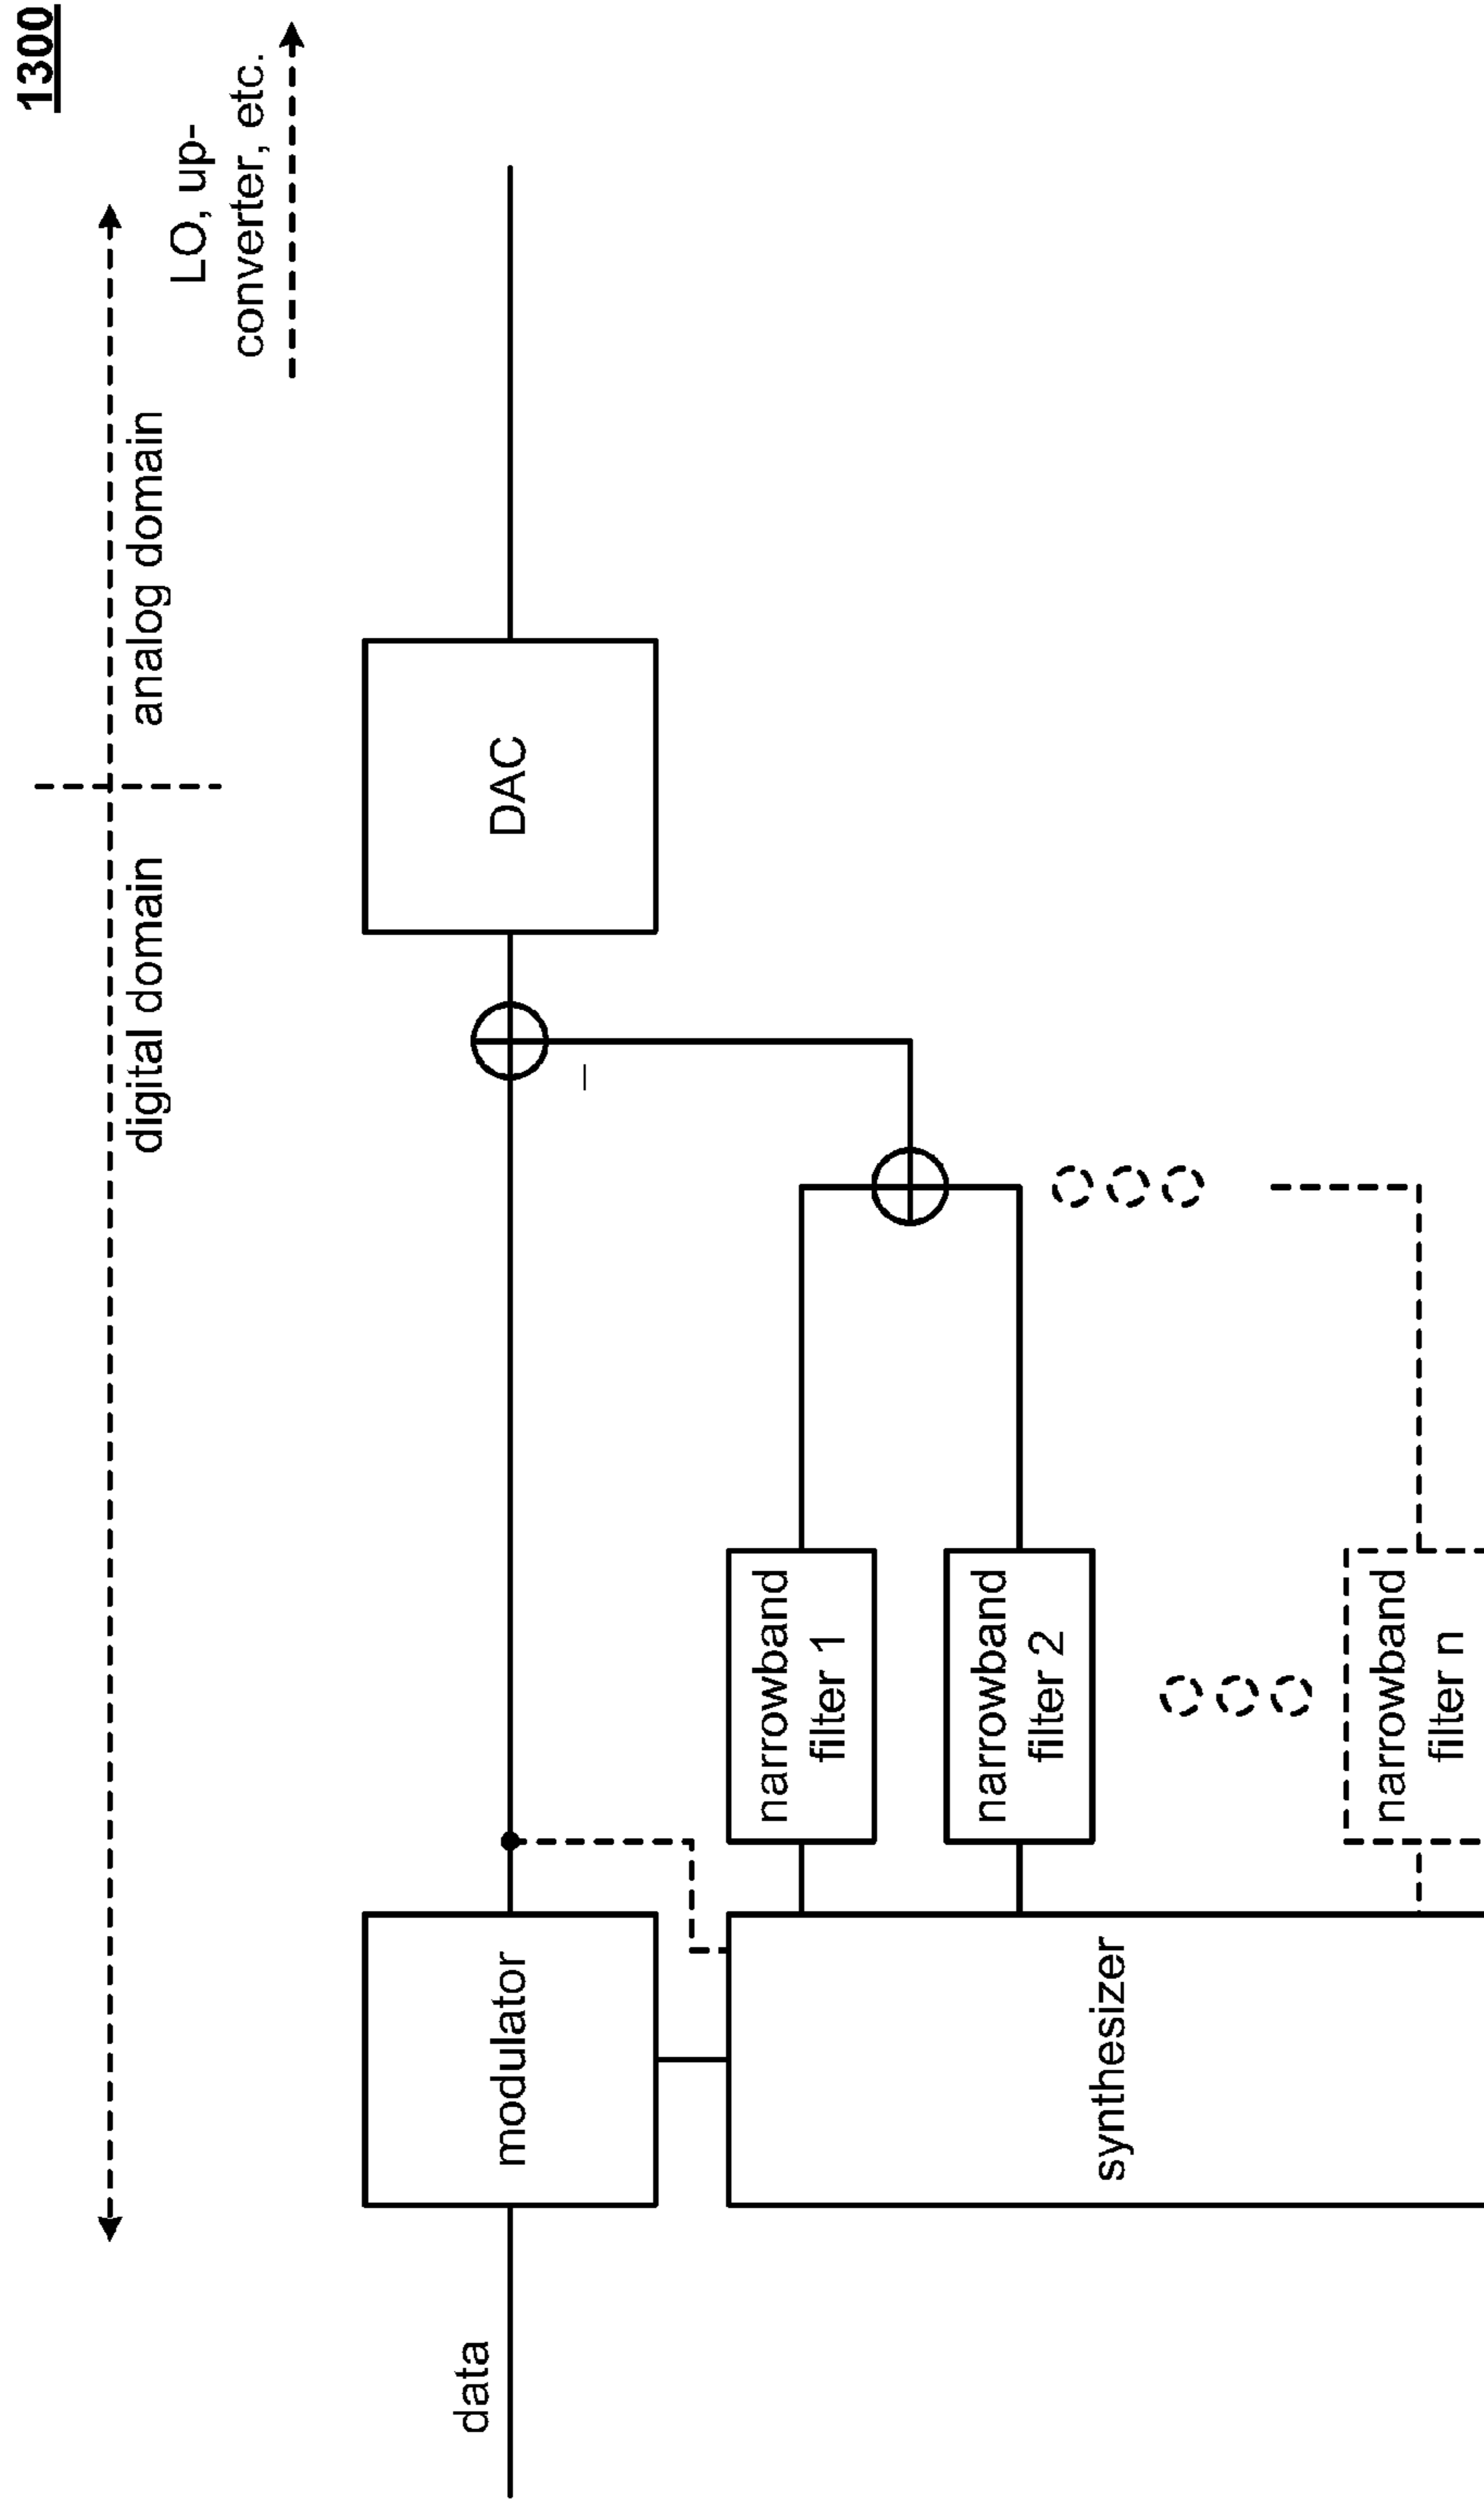 1300
digital domain
analog domain
LO, up-
converter, etc.
data
modulator
DAC
–
narrowband
filter 1
narrowband
filter 2
narrowband
filter n
synthesizer